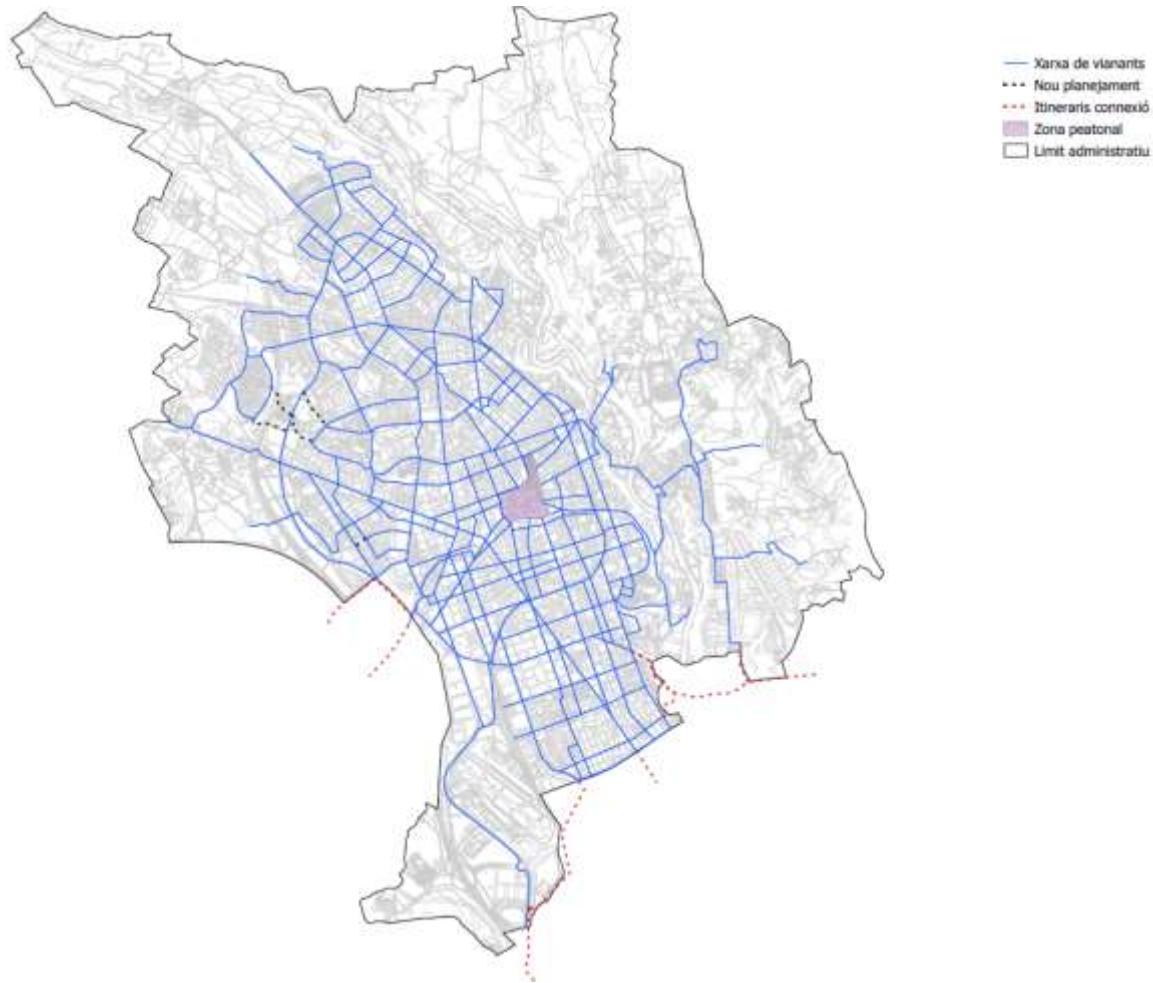 Xarxa de vianants
Nou planejament
Itineraris connexió
Zona peatonal
Límit administratiu